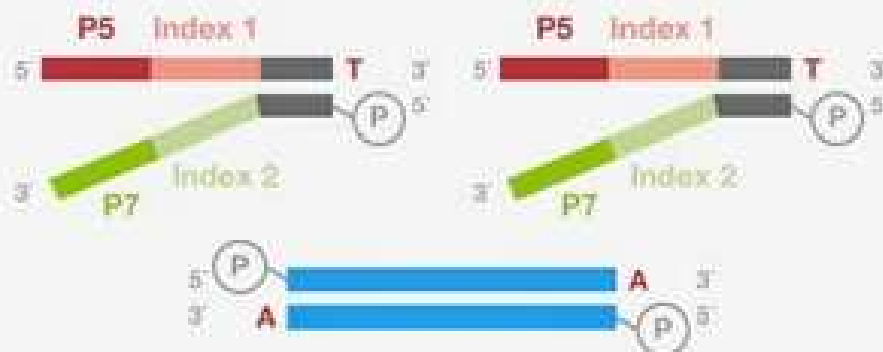 P5 Index 1 P5 Index 1
5' T 3' 5' T 3'
P 5' P 5'
Index 2 Index 2
3' P7 3' P7
5' P A 3'
3' A P 5'